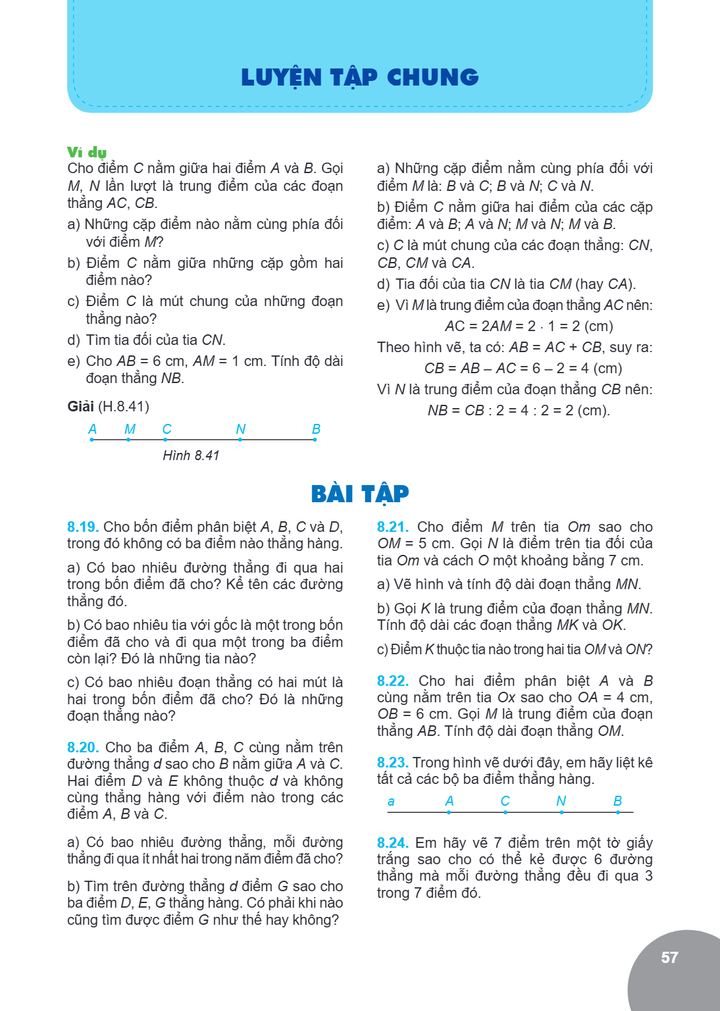 LUYỆN TẬP CHUNG
Ví dụ
Cho điểm C nằm giữa hai điểm A và B. Gọi
M, N lần lượt là trung điểm của các đoạn
thẳng AC, CB.
a) Những cặp điểm nào nằm cùng phía đối
với điểm M?
b) Điểm C nằm giữa những cặp gồm hai
điểm nào?
c) Điểm C là mút chung của những đoạn
thẳng nào?
d) Tìm tia đối của tia CN.
e) Cho AB = 6 cm, AM = 1 cm. Tính độ dài
đoạn thẳng NB.
Giải (H.8.41)
A M C N B
Hình 8.41
a) Những cặp điểm nằm cùng phía đối với
điểm M là: B và C; B và N; C và N.
b) Điểm C nằm giữa hai điểm của các cặp
điểm: A và B; A và N; M và N; M và B.
c) C là mút chung của các đoạn thẳng: CN,
CB, CM và CA.
d) Tia đối của tia CN là tia CM (hay CA).
e) Vì M là trung điểm của đoạn thẳng AC nên:
AC = 2AM = 2 · 1 = 2 (cm)
Theo hình vẽ, ta có: AB = AC + CB, suy ra:
CB = AB – AC = 6 – 2 = 4 (cm)
Vì N là trung điểm của đoạn thẳng CB nên:
NB = CB : 2 = 4 : 2 = 2 (cm).
BÀI TẬP
8.19. Cho bốn điểm phân biệt A, B, C và D,
trong đó không có ba điểm nào thẳng hàng.
a) Có bao nhiêu đường thẳng đi qua hai
trong bốn điểm đã cho? Kể tên các đường
thẳng đó.
b) Có bao nhiêu tia với gốc là một trong bốn
điểm đã cho và đi qua một trong ba điểm
còn lại? Đó là những tia nào?
c) Có bao nhiêu đoạn thẳng có hai mút là
hai trong bốn điểm đã cho? Đó là những
đoạn thẳng nào?
8.20. Cho ba điểm A, B, C cùng nằm trên
đường thẳng d sao cho B nằm giữa A và C.
Hai điểm D và E không thuộc d và không
cùng thẳng hàng với điểm nào trong các
điểm A, B và C.
a) Có bao nhiêu đường thẳng, mỗi đường
thẳng đi qua ít nhất hai trong năm điểm đã cho?
b) Tìm trên đường thẳng d điểm G sao cho
ba điểm D, E, G thẳng hàng. Có phải khi nào
cũng tìm được điểm G như thế hay không?
8.21. Cho điểm M trên tia Om sao cho
OM = 5 cm. Gọi N là điểm trên tia đối của
tia Om và cách O một khoảng bằng 7 cm.
a) Vẽ hình và tính độ dài đoạn thẳng MN.
b) Gọi K là trung điểm của đoạn thẳng MN.
Tính độ dài các đoạn thẳng MK và OK.
c) Điểm K thuộc tia nào trong hai tia OM và ON?
8.22. Cho hai điểm phân biệt A và B
cùng nằm trên tia Ox sao cho OA = 4 cm,
OB = 6 cm. Gọi M là trung điểm của đoạn
thẳng AB. Tính độ dài đoạn thẳng OM.
8.23. Trong hình vẽ dưới đây, em hãy liệt kê
tất cả các bộ ba điểm thẳng hàng.
a A C N B
8.24. Em hãy vẽ 7 điểm trên một tờ giấy
trắng sao cho có thể kẻ được 6 đường
thẳng mà mỗi đường thẳng đều đi qua 3
trong 7 điểm đó.
57